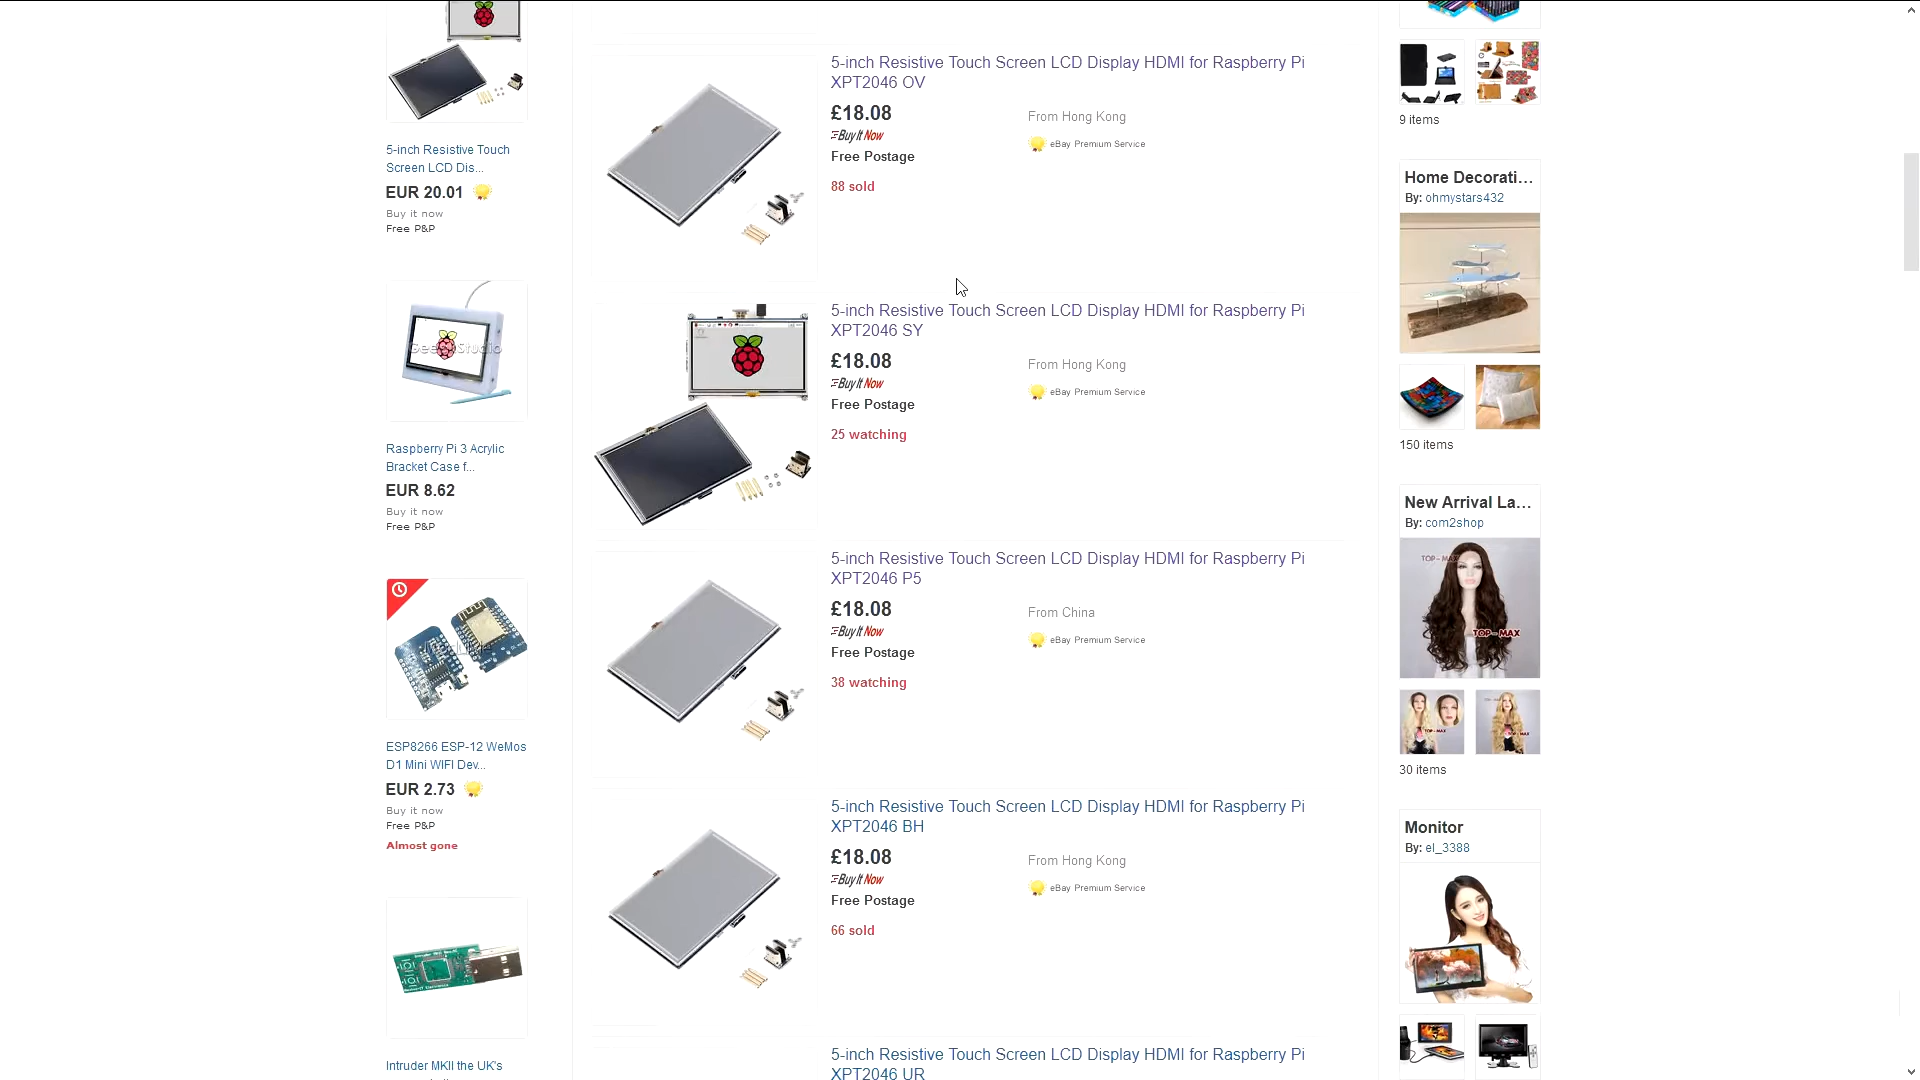 5-inch Resistive Touch
Screen LCD Dis...
EUR 20.01
Buy it now
Free P&P
Raspberry Pi 3 Acrylic
Bracket Case f...
EUR 8.62
Buy it now
Free P&P
ESP8266 ESP-12 WeMos
D1 Mini WIFI Dev...
EUR 2.73
Buy it now
Free P&P
Almost gone
Intruder MKII the UK's
5-inch Resistive Touch Screen LCD Display HDMI for Raspberry Pi
XPT2046 OV
£18.08
From Hong Kong
Buy It Now
eBay Premium Service
Free Postage
88 sold
5-inch Resistive Touch Screen LCD Display HDMI for Raspberry Pi
XPT2046 SY
£18.08
From Hong Kong
Buy It Now
eBay Premium Service
Free Postage
25 watching
5-inch Resistive Touch Screen LCD Display HDMI for Raspberry Pi
XPT2046 P5
£18.08
From China
Buy It Now
eBay Premium Service
Free Postage
38 watching
5-inch Resistive Touch Screen LCD Display HDMI for Raspberry Pi
XPT2046 BH
£18.08
From Hong Kong
Buy It Now
eBay Premium Service
Free Postage
66 sold
5-inch Resistive Touch Screen LCD Display HDMI for Raspberry Pi
XPT2046 UR
9 items
Home Decorati...
By: ohmystars432
150 items
New Arrival La...
By: com2shop
TOP-MAX
TOP-MAX
30 items
Monitor
By: el_3388